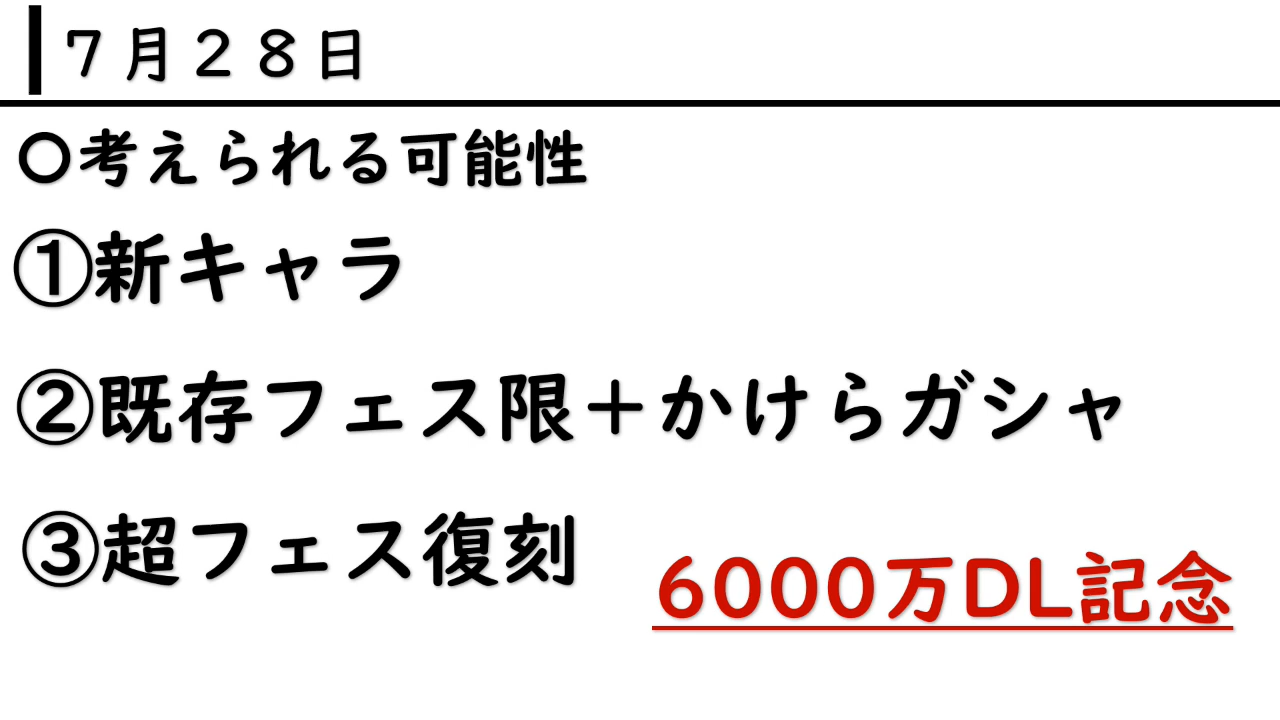 ７月２８日
〇考えられる可能性
①新キャラ
②既存フェス限＋かけらガシャ
③超フェス復刻
6000万DL記念